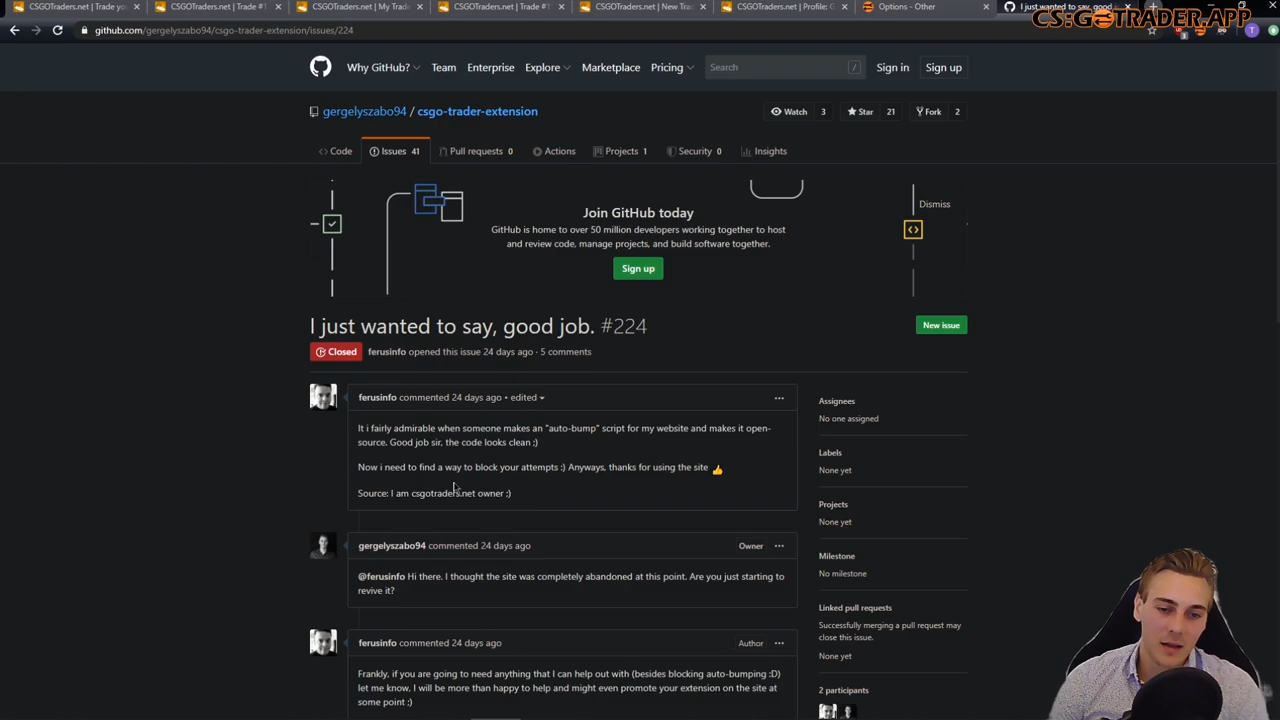 CSGOTraders.net | Trade you
CSGOTraders.net | Trade #1
CSGOTraders.net | My Trade
CSGOTraders.net | Trade #1
CSGOTraders.net | New Trad
CSGOTraders.net | Profile: G
Options - Other
I just wanted to say, good jo
CS:GOTRADER.APP
github.com/gergelyszabo94/csgo-trader-extension/issues/224
T
Why GitHub?
Team
Enterprise
Explore
Marketplace
Pricing
Search
/
Sign in
Sign up
gergelyszabo94 / csgo-trader-extension
Watch 3
Star 21
Fork 2
Code
Issues 41
Pull requests 0
Actions
Projects 1
Security 0
Insights
Dismiss
Join GitHub today
GitHub is home to over 50 million developers working together to host
and review code, manage projects, and build software together.
Sign up
I just wanted to say, good job. #224
New issue
Closed
ferusinfo opened this issue 24 days ago · 5 comments
ferusinfo commented 24 days ago • edited
It i fairly admirable when someone makes an "auto-bump" script for my website and makes it open-
source. Good job sir, the code looks clean ;)
Now i need to find a way to block your attempts :) Anyways, thanks for using the site 👍
Source: I am csgotraders.net owner ;)
gergelyszabo94 commented 24 days ago
Owner
@ferusinfo Hi there. I thought the site was completely abandoned at this point. Are you just starting to
revive it?
ferusinfo commented 24 days ago
Author
Frankly, if you are going to need anything that I can help out with (besides blocking auto-bumping :D)
let me know, I will be more than happy to help and might even promote your extension on the site at
some point ;)
Assignees
No one assigned
Labels
None yet
Projects
None yet
Milestone
No milestone
Linked pull requests
Successfully merging a pull request may
close this issue.
None yet
2 participants